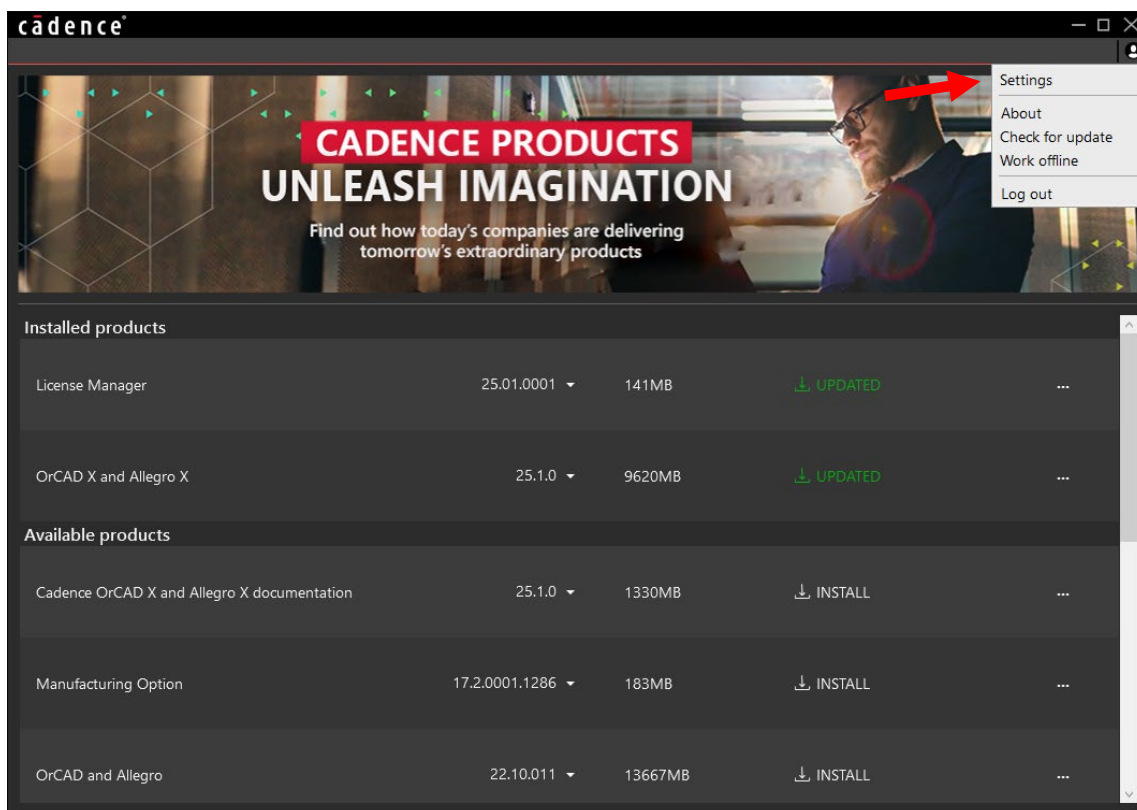 cādence®
Settings
About
Check for update
Work offline
Log out
CADENCE PRODUCTS
UNLEASH IMAGINATION
Find out how today's companies are delivering
tomorrow's extraordinary products
Installed products
License Manager 25.01.0001 141MB UPDATED ...
OrCAD X and Allegro X 25.1.0 9620MB UPDATED ...
Available products
Cadence OrCAD X and Allegro X documentation 25.1.0 1330MB INSTALL ...
Manufacturing Option 17.2.0001.1286 183MB INSTALL ...
OrCAD and Allegro 22.10.011 13667MB INSTALL ...